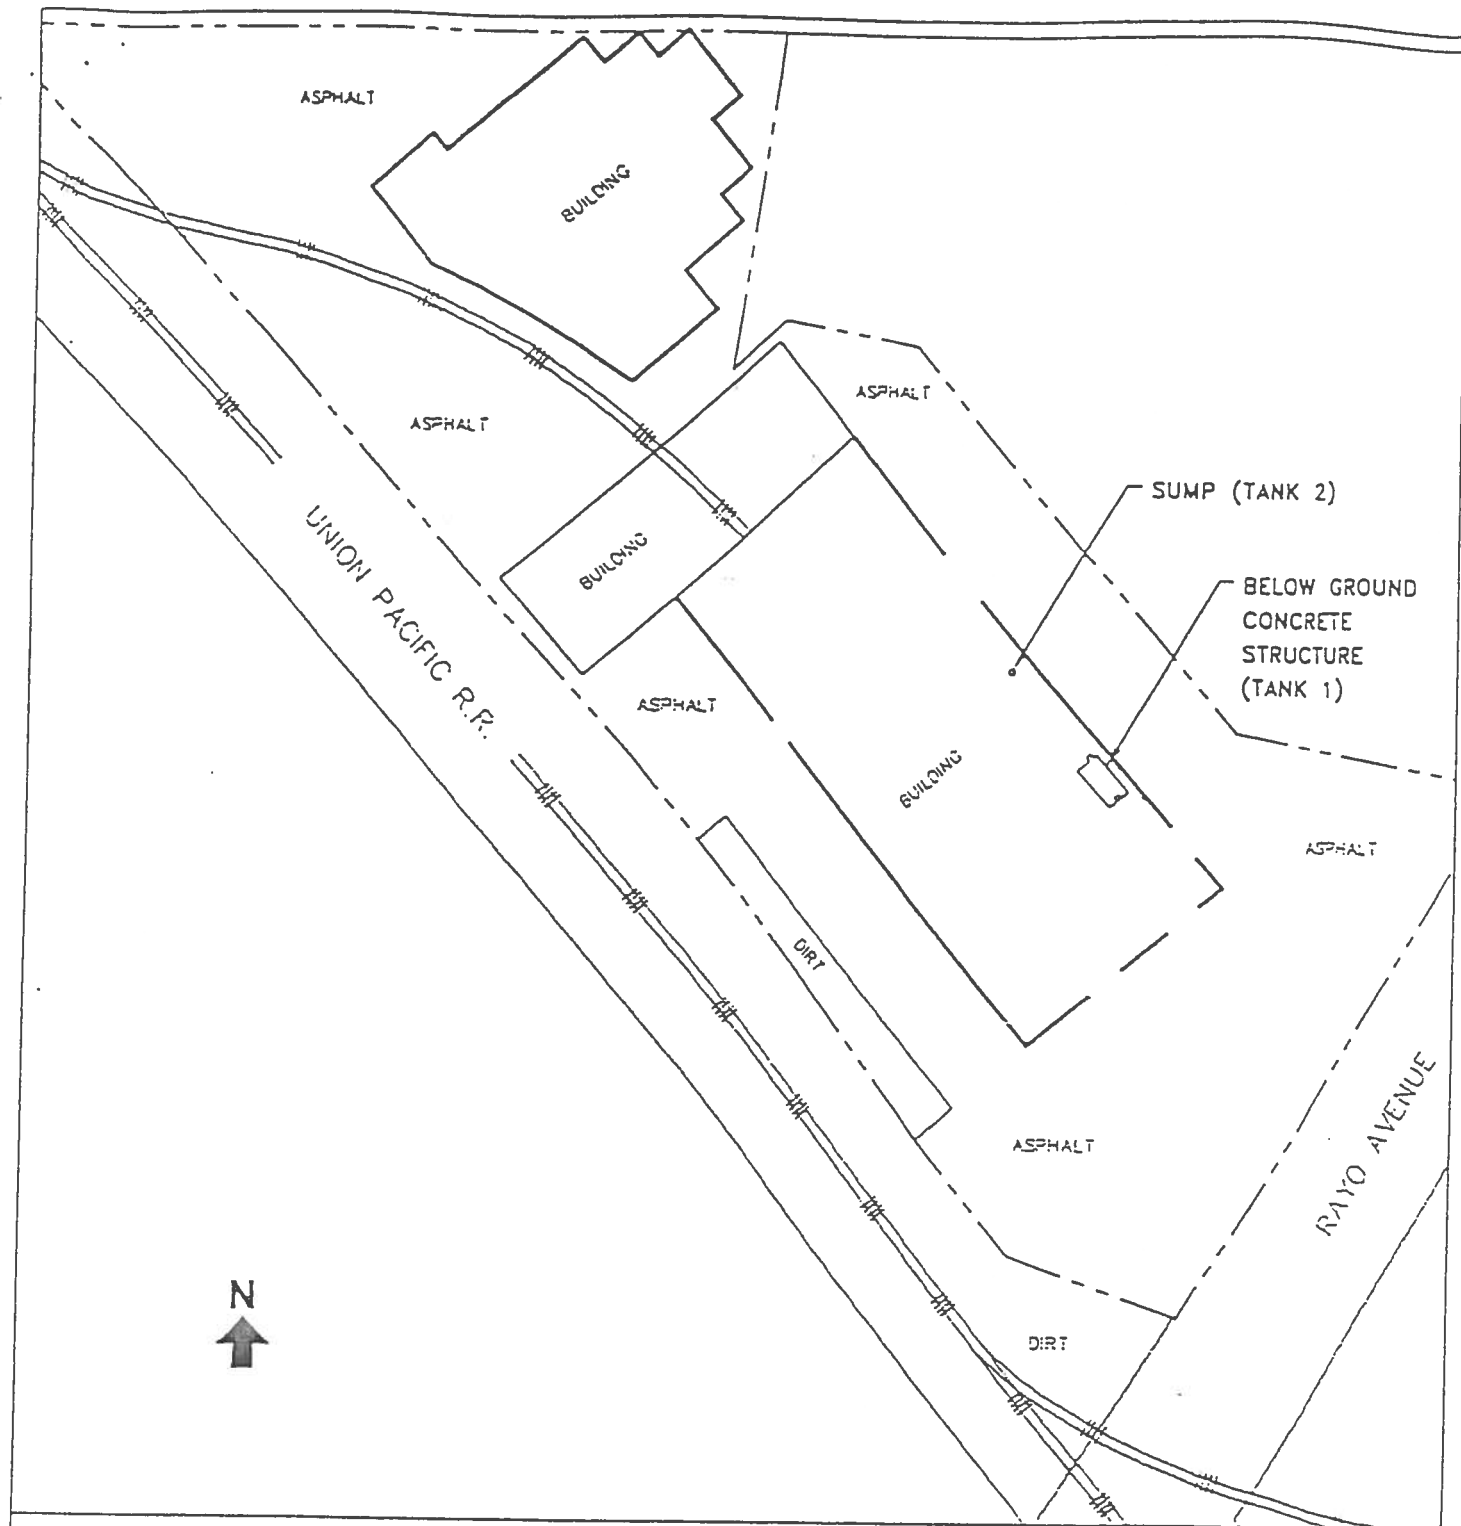 ASPHALT
BUILDING
ASPHALT
ASPHALT
SUMP (TANK 2)
UNION PACIFIC R.R.
BUILDING
BELOW GROUND
CONCRETE
STRUCTURE
(TANK 1)
ASPHALT
BUILDING
ASPHALT
DIRT
RAYO AVENUE
ASPHALT
N
DIRT